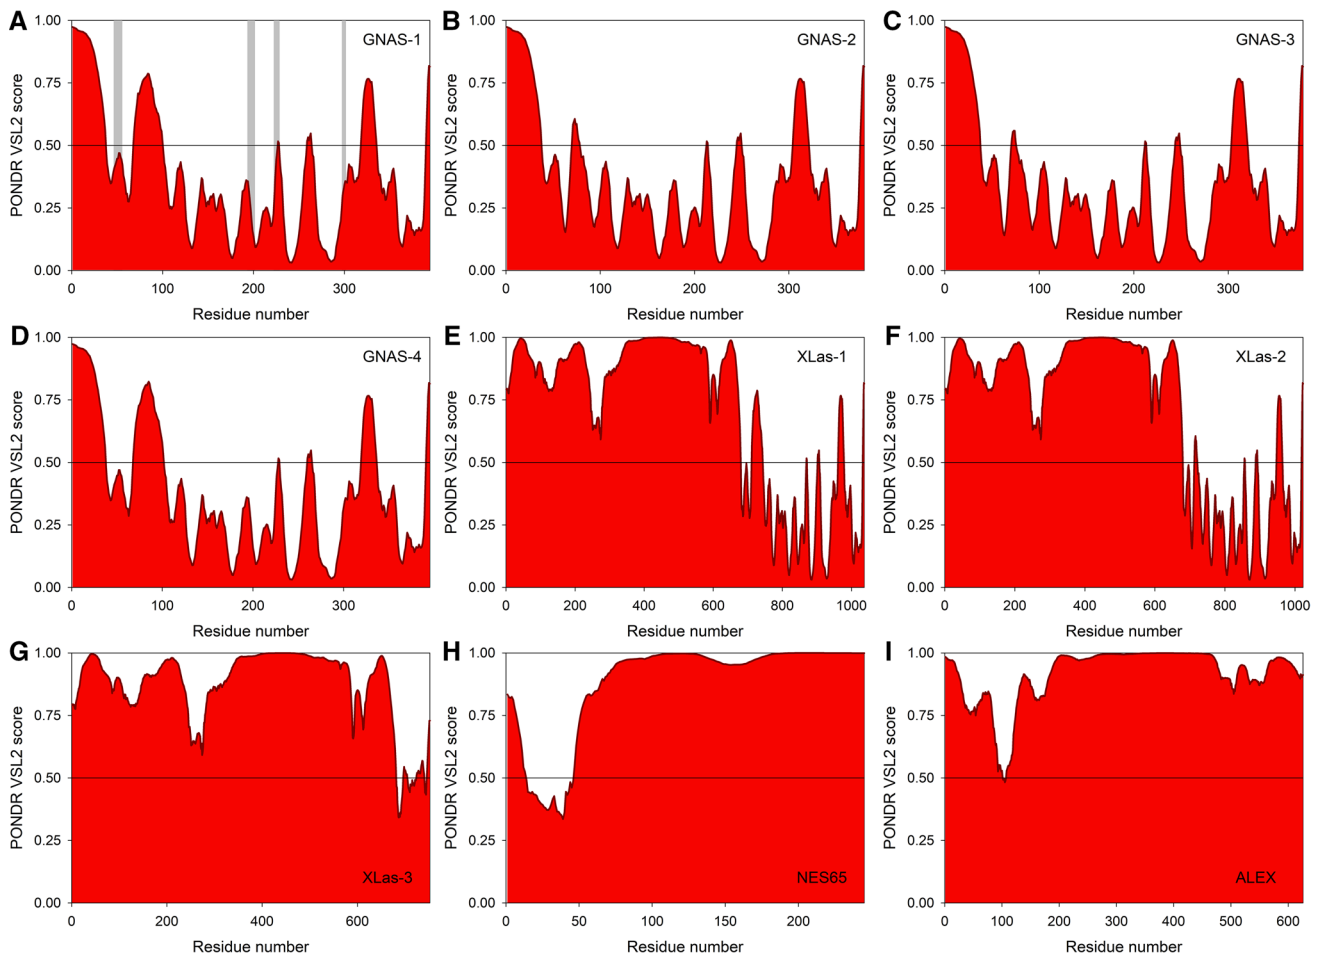 A
GNAS-1
PONDR VSL2 score
1.00
0.75
0.50
0.25
0.00
0 100 200 300
Residue number
B
GNAS-2
PONDR VSL2 score
1.00
0.75
0.50
0.25
0.00
0 100 200 300
Residue number
C
GNAS-3
PONDR VSL2 score
1.00
0.75
0.50
0.25
0.00
0 100 200 300
Residue number
D
GNAS-4
PONDR VSL2 score
1.00
0.75
0.50
0.25
0.00
0 100 200 300
Residue number
E
XLas-1
PONDR VSL2 score
1.00
0.75
0.50
0.25
0.00
0 200 400 600 800 1000
Residue number
F
XLas-2
PONDR VSL2 score
1.00
0.75
0.50
0.25
0.00
0 200 400 600 800 1000
Residue number
G
XLas-3
PONDR VSL2 score
1.00
0.75
0.50
0.25
0.00
0 200 400 600
Residue number
H
NES65
PONDR VSL2 score
1.00
0.75
0.50
0.25
0.00
0 50 100 150 200
Residue number
I
ALEX
PONDR VSL2 score
1.00
0.75
0.50
0.25
0.00
0 100 200 300 400 500 600
Residue number